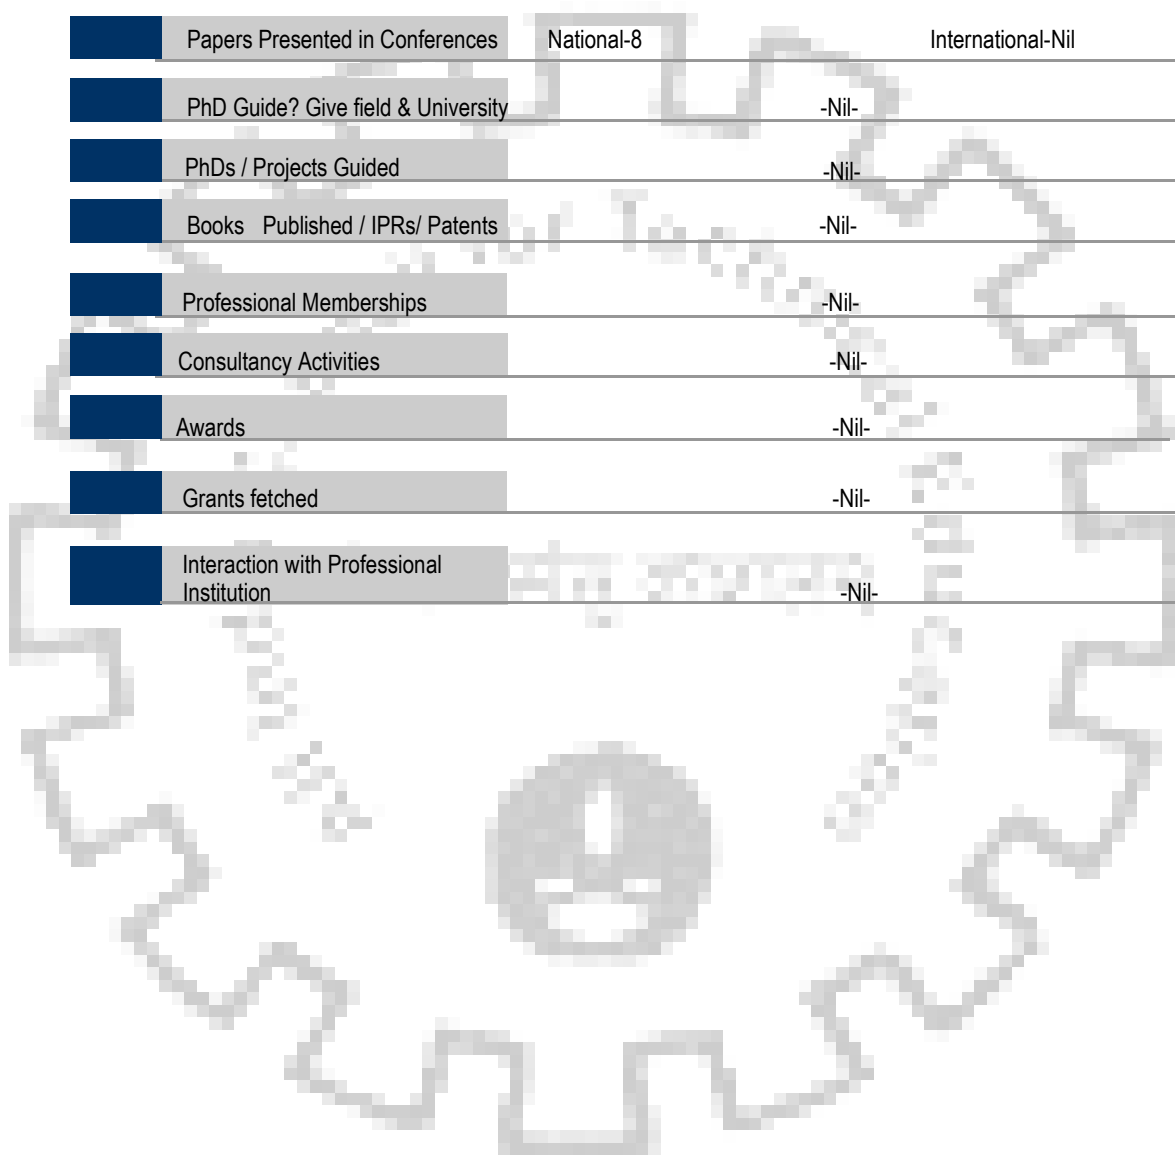 Papers Presented in Conferences National-8 International-Nil
PhD Guide? Give field & University -Nil-
PhDs / Projects Guided -Nil-
Books Published / IPRs/ Patents -Nil-
Professional Memberships -Nil-
Consultancy Activities -Nil-
Awards -Nil-
Grants fetched -Nil-
Interaction with Professional
Institution -Nil-